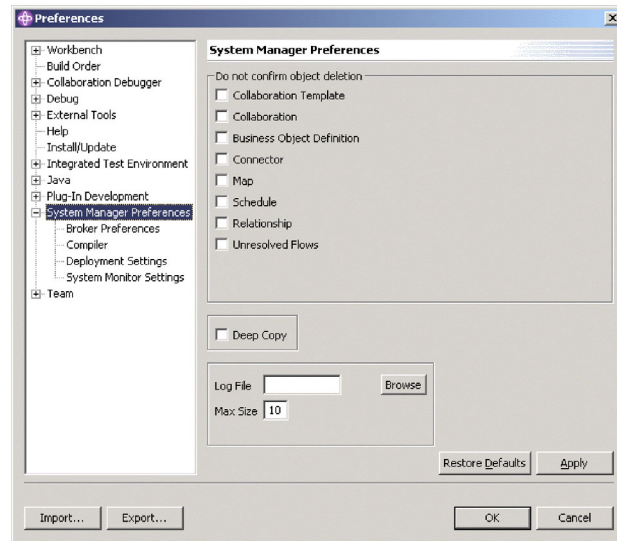 Preferences
Workbench
Build Order
Collaboration Debugger
Debug
External Tools
Help
Install/Update
Integrated Test Environment
Java
Plug-In Development
System Manager Preferences
Broker Preferences
Compiler
Deployment Settings
System Monitor Settings
Team
System Manager Preferences
Do not confirm object deletion
Collaboration Template
Collaboration
Business Object Definition
Connector
Map
Schedule
Relationship
Unresolved Flows
Deep Copy
Log File
Browse
Max Size 10
Restore Defaults
Apply
Import...
Export...
OK
Cancel